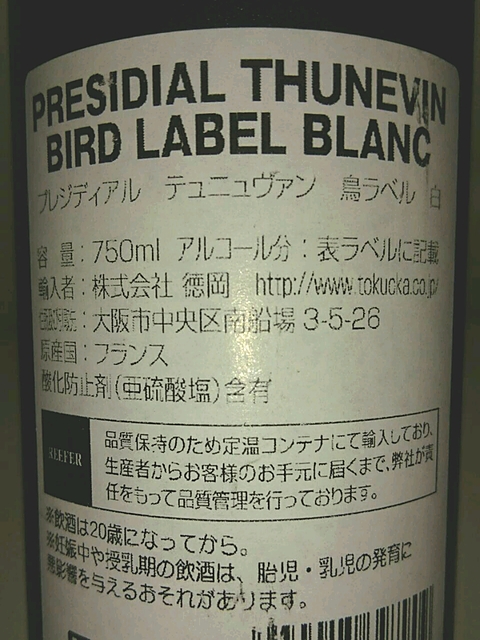 PRESIDIAL THUNEVIN
BIRD LABEL BLANC
プレジディアル テュニュヴァン 鳥ラベル 白
容量:750ml アルコール分:表ラベルに記載
輸入者:株式会社 徳岡 http://www.tokuoka.co.jp/
大阪市中央区南船場 3-5-26
原産国:フランス
酸化防止剤(亜硫酸塩)含有
REEFER
品質保持のため定温コンテナにて輸入しており、
生産者からお客様のお手元に届くまで、弊社が責
任をもって品質管理を行っております。
※飲酒は20歳になってから。
※妊娠中や授乳期の飲酒は、胎児・乳児の発育に
悪影響を与えるおそれがあります。